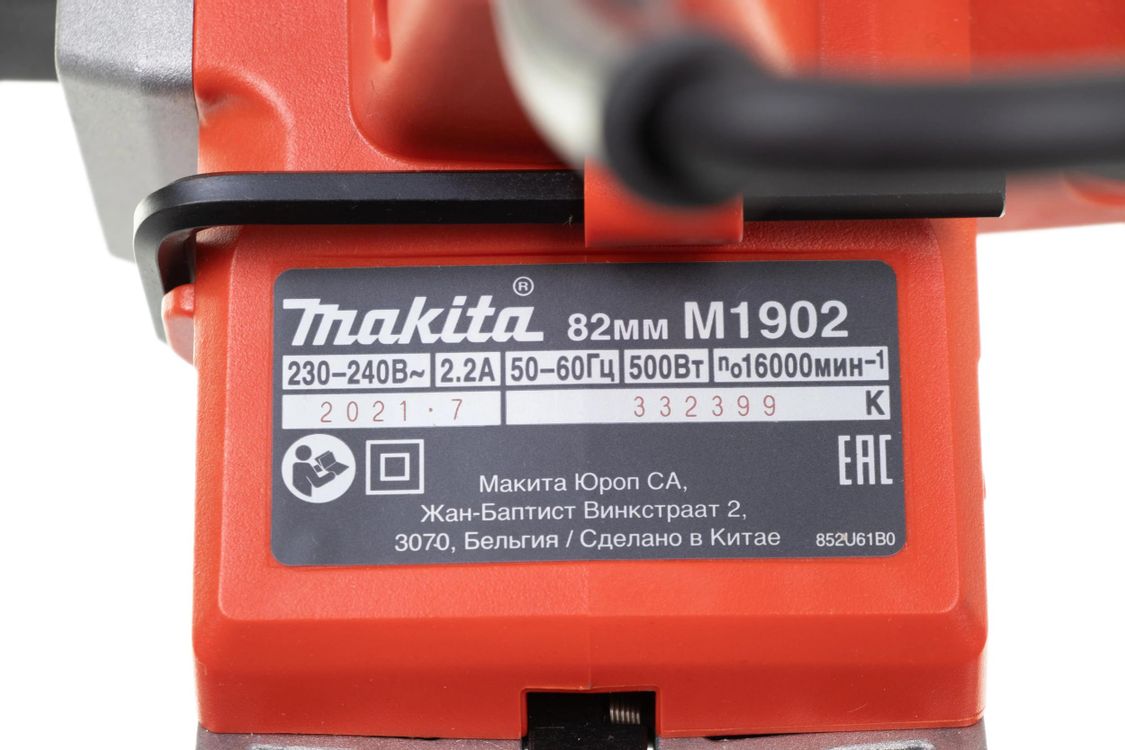 makita® 82мм M1902
230-240В~ 2.2A 50-60Гц 500Вт n₀16000мин⁻¹
2021.7 332399 K
EAC
Макита Юроп СА,
Жан-Баптист Винкстраат 2,
3070, Бельгия / Сделано в Китае 852U61B0